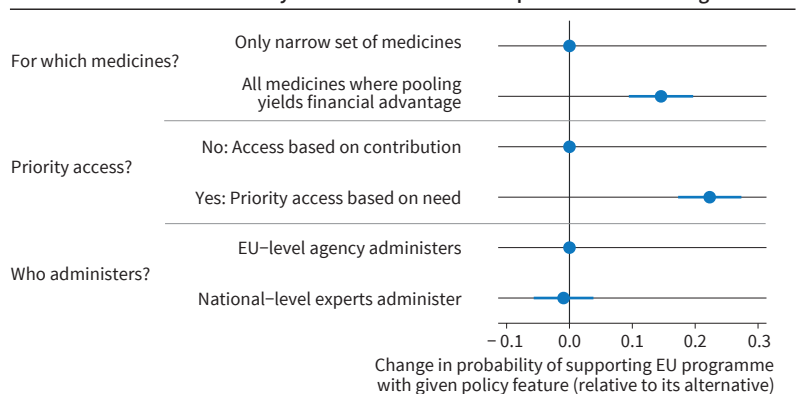 For which medicines?
Only narrow set of medicines
All medicines where pooling
yields financial advantage
Priority access?
No: Access based on contribution
Yes: Priority access based on need
Who administers?
EU−level agency administers
National−level experts administer
−0.1 0.0 0.1 0.2 0.3
Change in probability of supporting EU programme
with given policy feature (relative to its alternative)